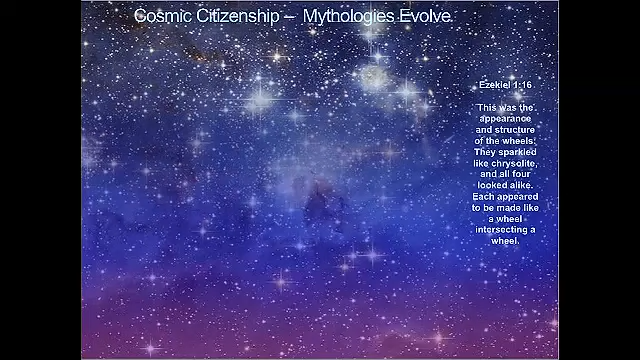 Cosmic Citizenship – Mythologies Evolve
Ezekiel 1:16
This was the
appearance
and structure
of the wheels:
They sparkled
like chrysolite,
and all four
looked alike.
Each appeared
to be made like
a wheel
intersecting a
wheel.